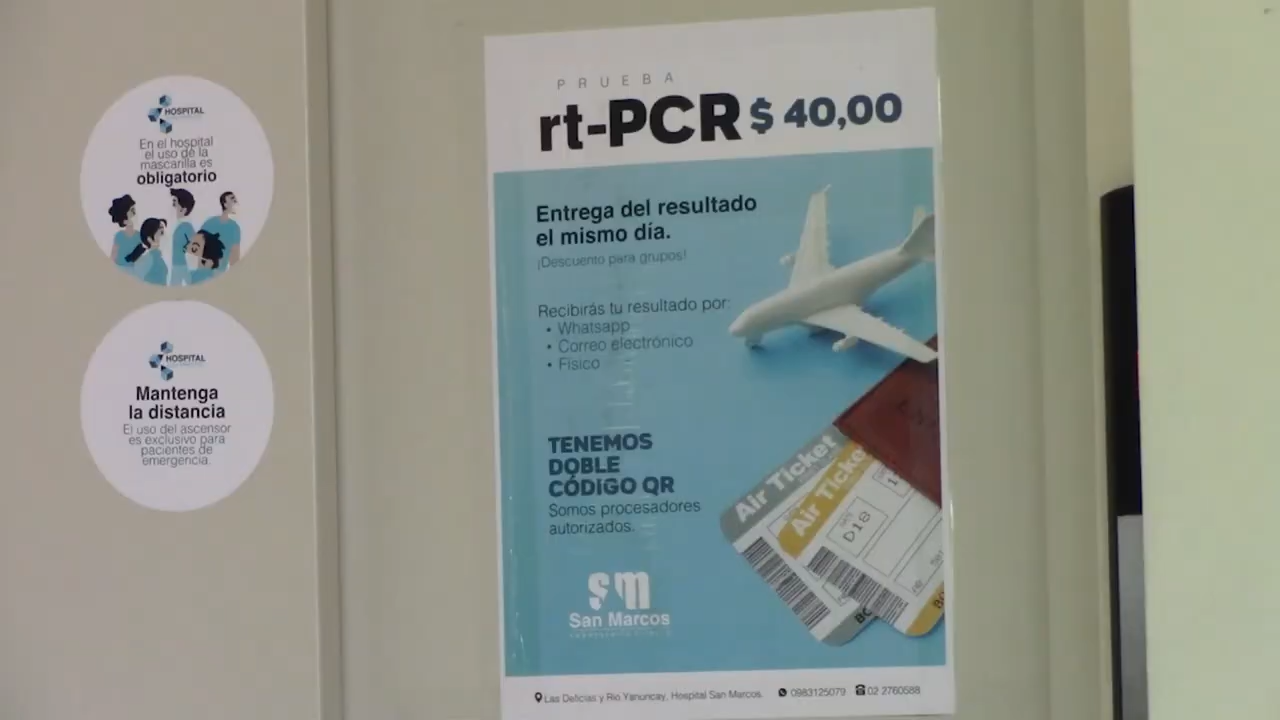 HOSPITAL
En el hospital
el uso de la
mascarilla es
obligatorio
HOSPITAL
Mantenga
la distancia
El uso del ascensor
es exclusivo para
pacientes de
emergencia.
PRUEBA
rt-PCR $ 40,00
Entrega del resultado
el mismo día.
¡Descuento para grupos!
Recibirás tu resultado por:
• Whatsapp
• Correo electrónico
• Físico
TENEMOS
DOBLE
CÓDIGO QR
Somos procesadores
autorizados.
Air Ticket
Air Ticket
D18
sm
San Marcos
Las Delicias y Río Yanuncay, Hospital San Marcos. 0983125079 02 2760588